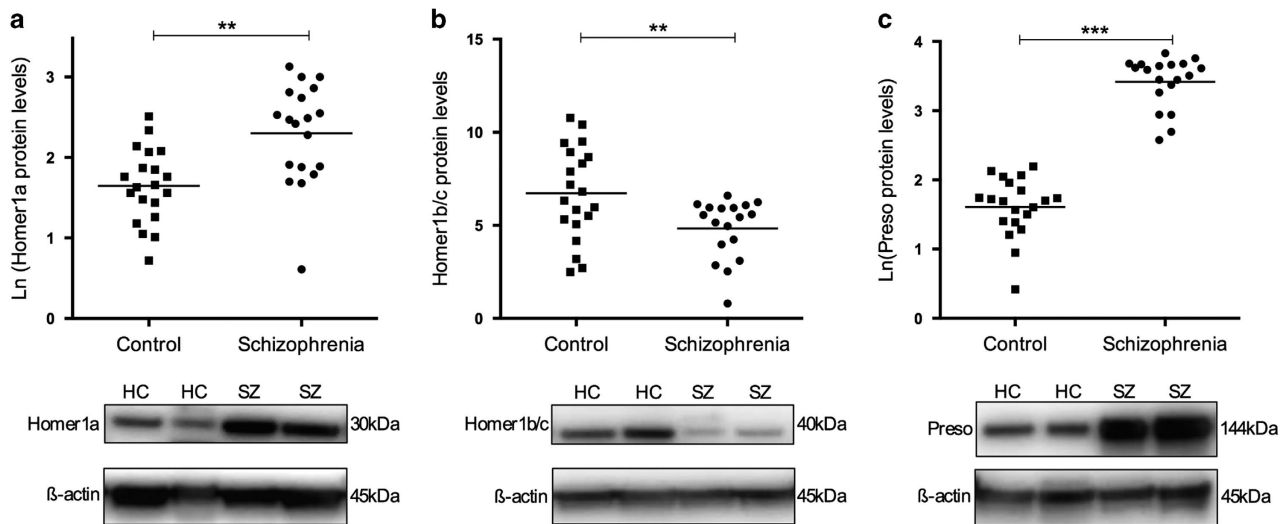 a
**
Ln (Homer1a protein levels)
3
2
1
0
Control Schizophrenia
HC HC SZ SZ
Homer1a 30kDa
ß-actin 45kDa
b
**
Homer1b/c protein levels
15
10
5
0
Control Schizophrenia
HC HC SZ SZ
Homer1b/c 40kDa
ß-actin 45kDa
c
***
Ln(Preso protein levels)
4
3
2
1
0
Control Schizophrenia
HC HC SZ SZ
Preso 144kDa
ß-actin 45kDa